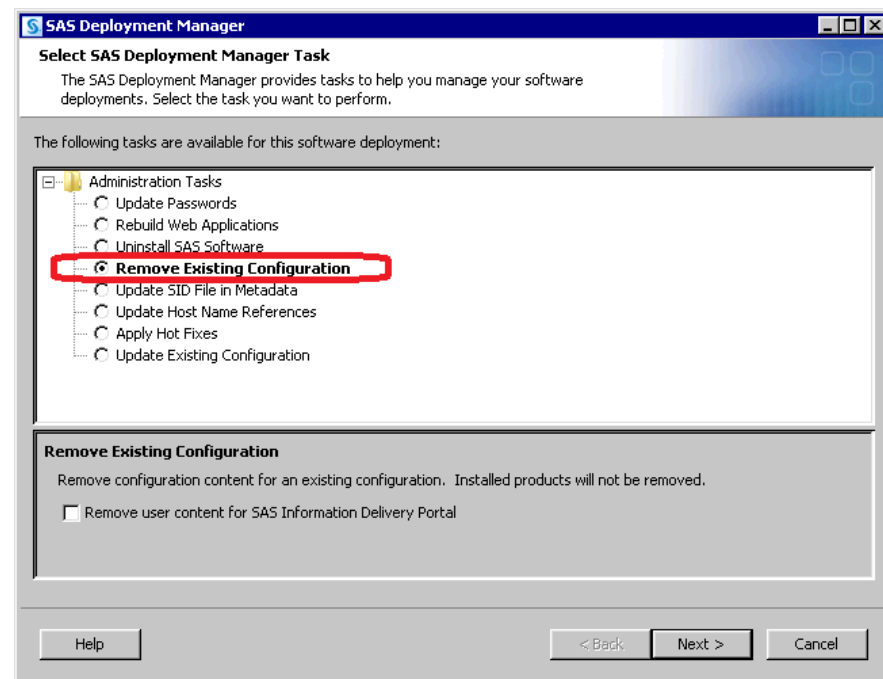 SAS Deployment Manager
Select SAS Deployment Manager Task
The SAS Deployment Manager provides tasks to help you manage your software
deployments. Select the task you want to perform.
The following tasks are available for this software deployment:
Administration Tasks
Update Passwords
Rebuild Web Applications
Uninstall SAS Software
Remove Existing Configuration
Update SID File in Metadata
Update Host Name References
Apply Hot Fixes
Update Existing Configuration
Remove Existing Configuration
Remove configuration content for an existing configuration. Installed products will not be removed.
Remove user content for SAS Information Delivery Portal
Help
< Back
Next >
Cancel